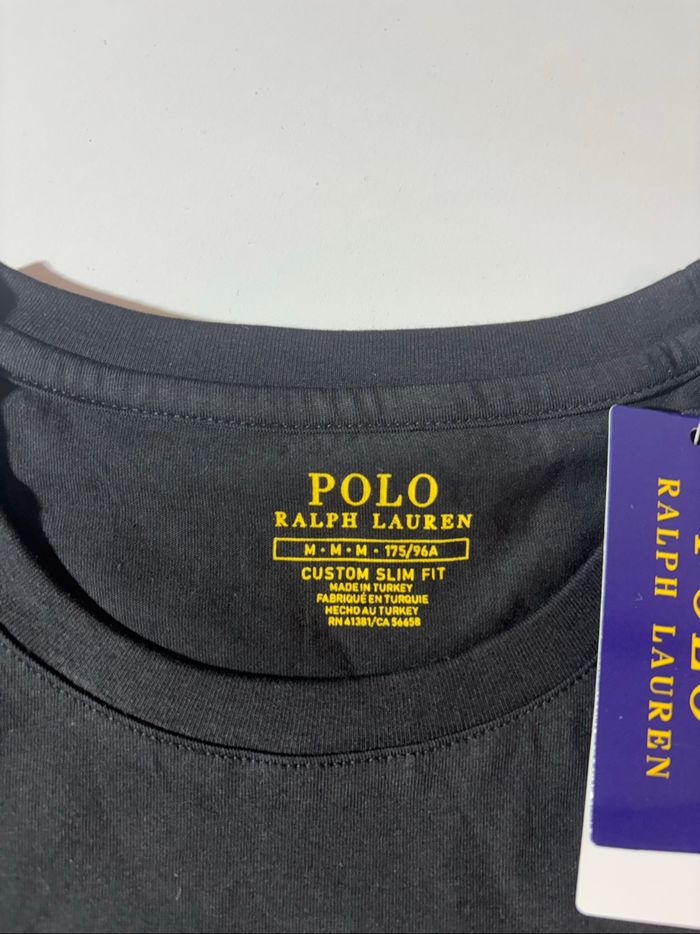 POLO
RALPH LAUREN
M • M • M • 175/96A
CUSTOM SLIM FIT
MADE IN TURKEY
FABRIQUÉ EN TURQUIE
HECHO AU TURKEY
RN 41381/CA 56658
RALPH LAUREN